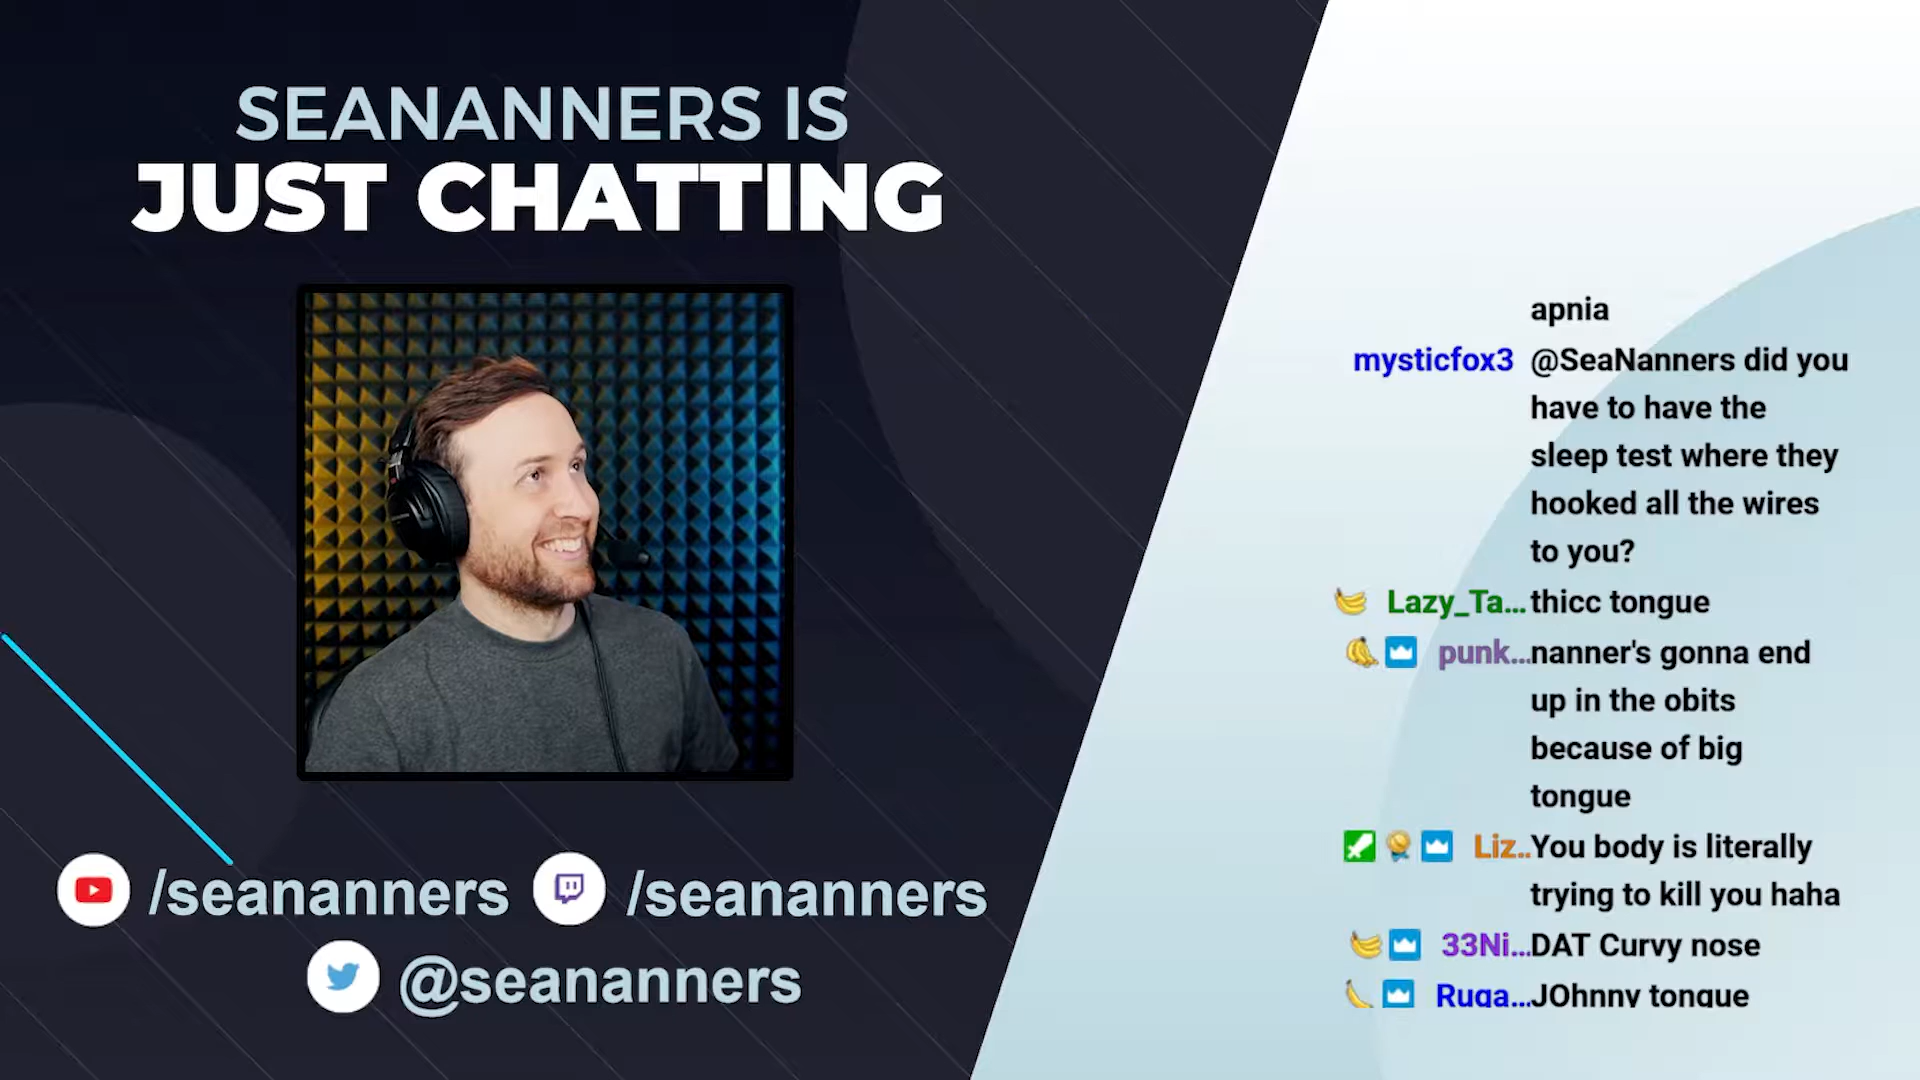 SEANANNERS IS
JUST CHATTING
/seananners /seananners
@seananners
apnia
mysticfox3 @SeaNanners did you
have to have the
sleep test where they
hooked all the wires
to you?
Lazy_Ta... thicc tongue
punk... nanner's gonna end
up in the obits
because of big
tongue
Liz.. You body is literally
trying to kill you haha
33Ni... DAT Curvy nose
Ruga... JOhnny tongue